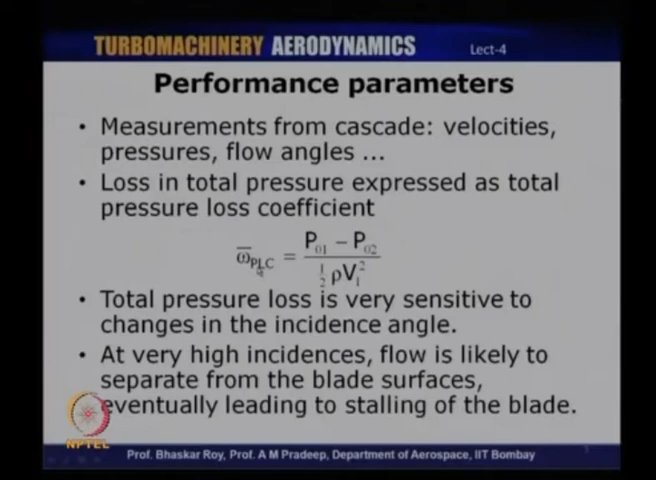 TURBOMACHINERY AERODYNAMICS Lect-4
Performance parameters
• Measurements from cascade: velocities,
pressures, flow angles ...
• Loss in total pressure expressed as total
pressure loss coefficient
ω̅_PLC = (P₀₁ − P₀₂) / (½ ρV₁²)
• Total pressure loss is very sensitive to
changes in the incidence angle.
• At very high incidences, flow is likely to
separate from the blade surfaces,
eventually leading to stalling of the blade.
NPTEL
Prof. Bhaskar Roy, Prof. A M Pradeep, Department of Aerospace, IIT Bombay